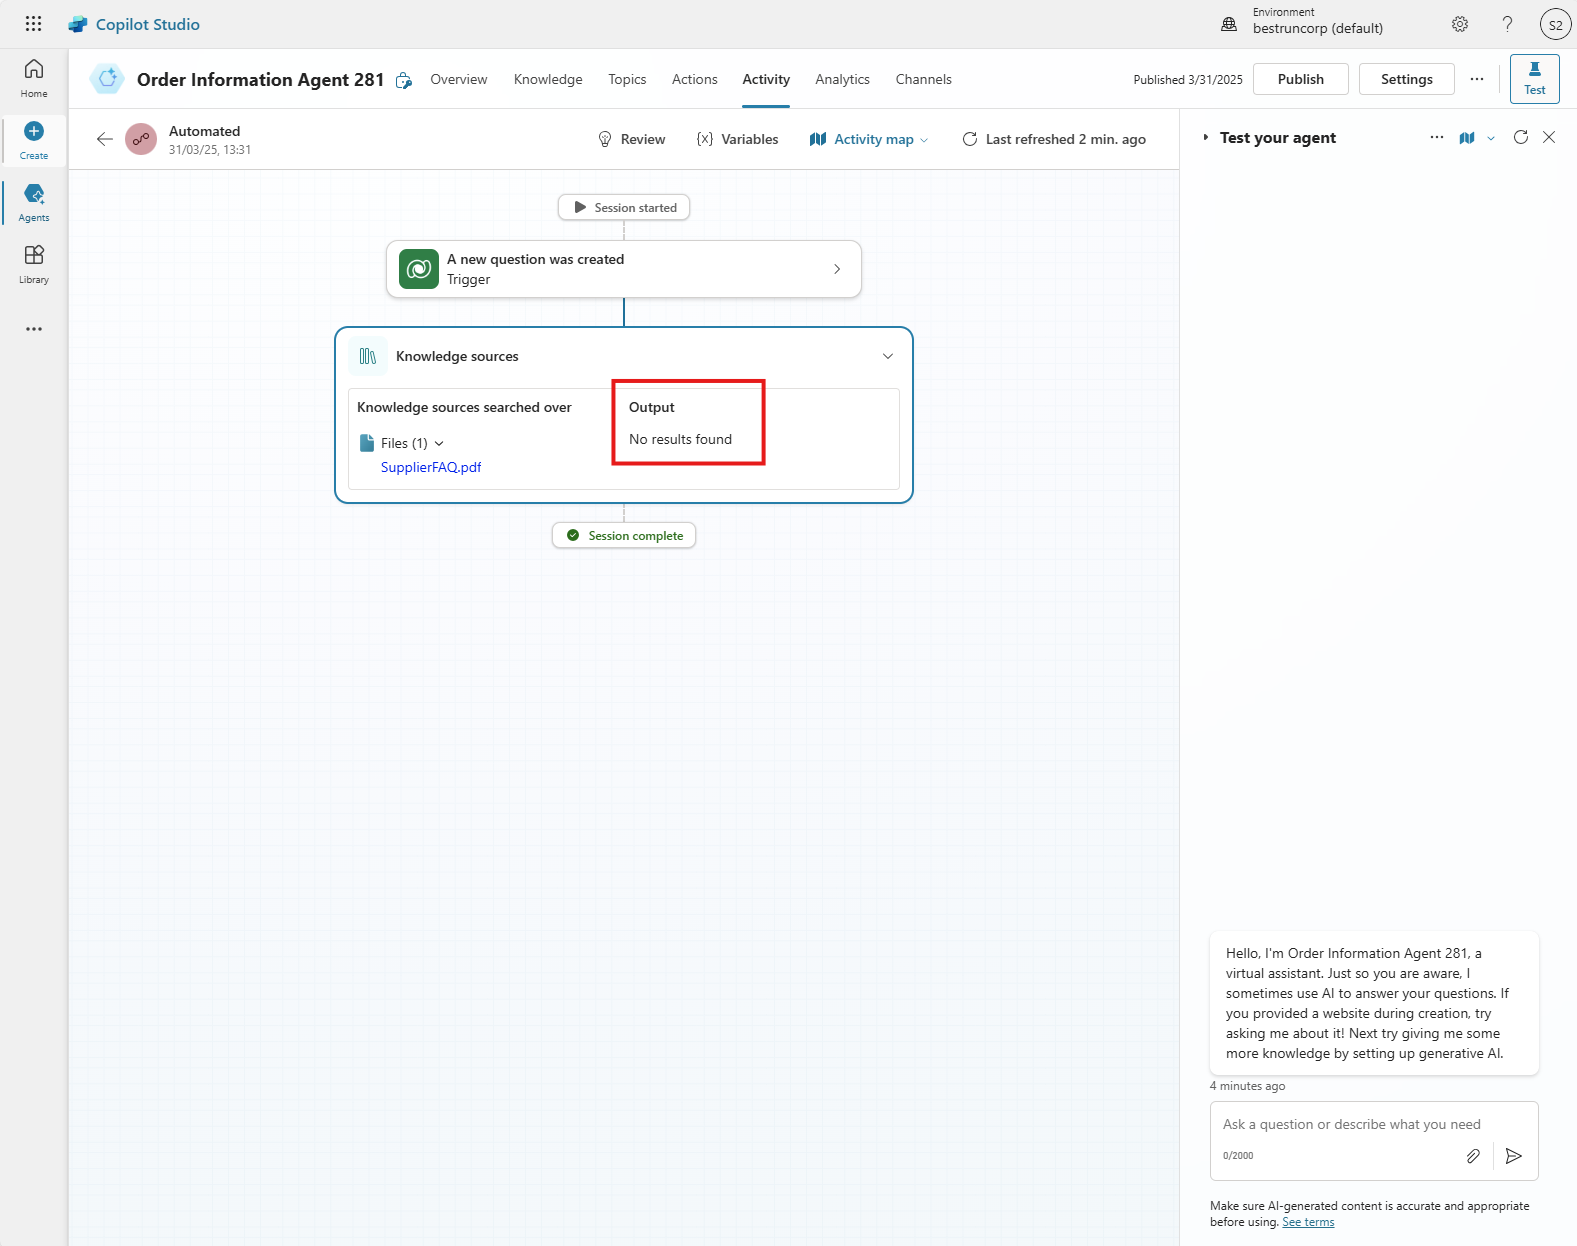 Copilot Studio
Environment
bestruncorp (default)
S2
Home
Create
Agents
Library
Order Information Agent 281
Overview
Knowledge
Topics
Actions
Activity
Analytics
Channels
Published 3/31/2025
Publish
Settings
Test
Automated
31/03/25, 13:31
Review
Variables
Activity map
Last refreshed 2 min. ago
Session started
A new question was created
Trigger
Knowledge sources
Knowledge sources searched over
Files (1)
SupplierFAQ.pdf
Output
No results found
Session complete
Test your agent
Hello, I'm Order Information Agent 281, a
virtual assistant. Just so you are aware, I
sometimes use AI to answer your questions. If
you provided a website during creation, try
asking me about it! Next try giving me some
more knowledge by setting up generative AI.
4 minutes ago
Ask a question or describe what you need
0/2000
Make sure AI-generated content is accurate and appropriate
before using. See terms